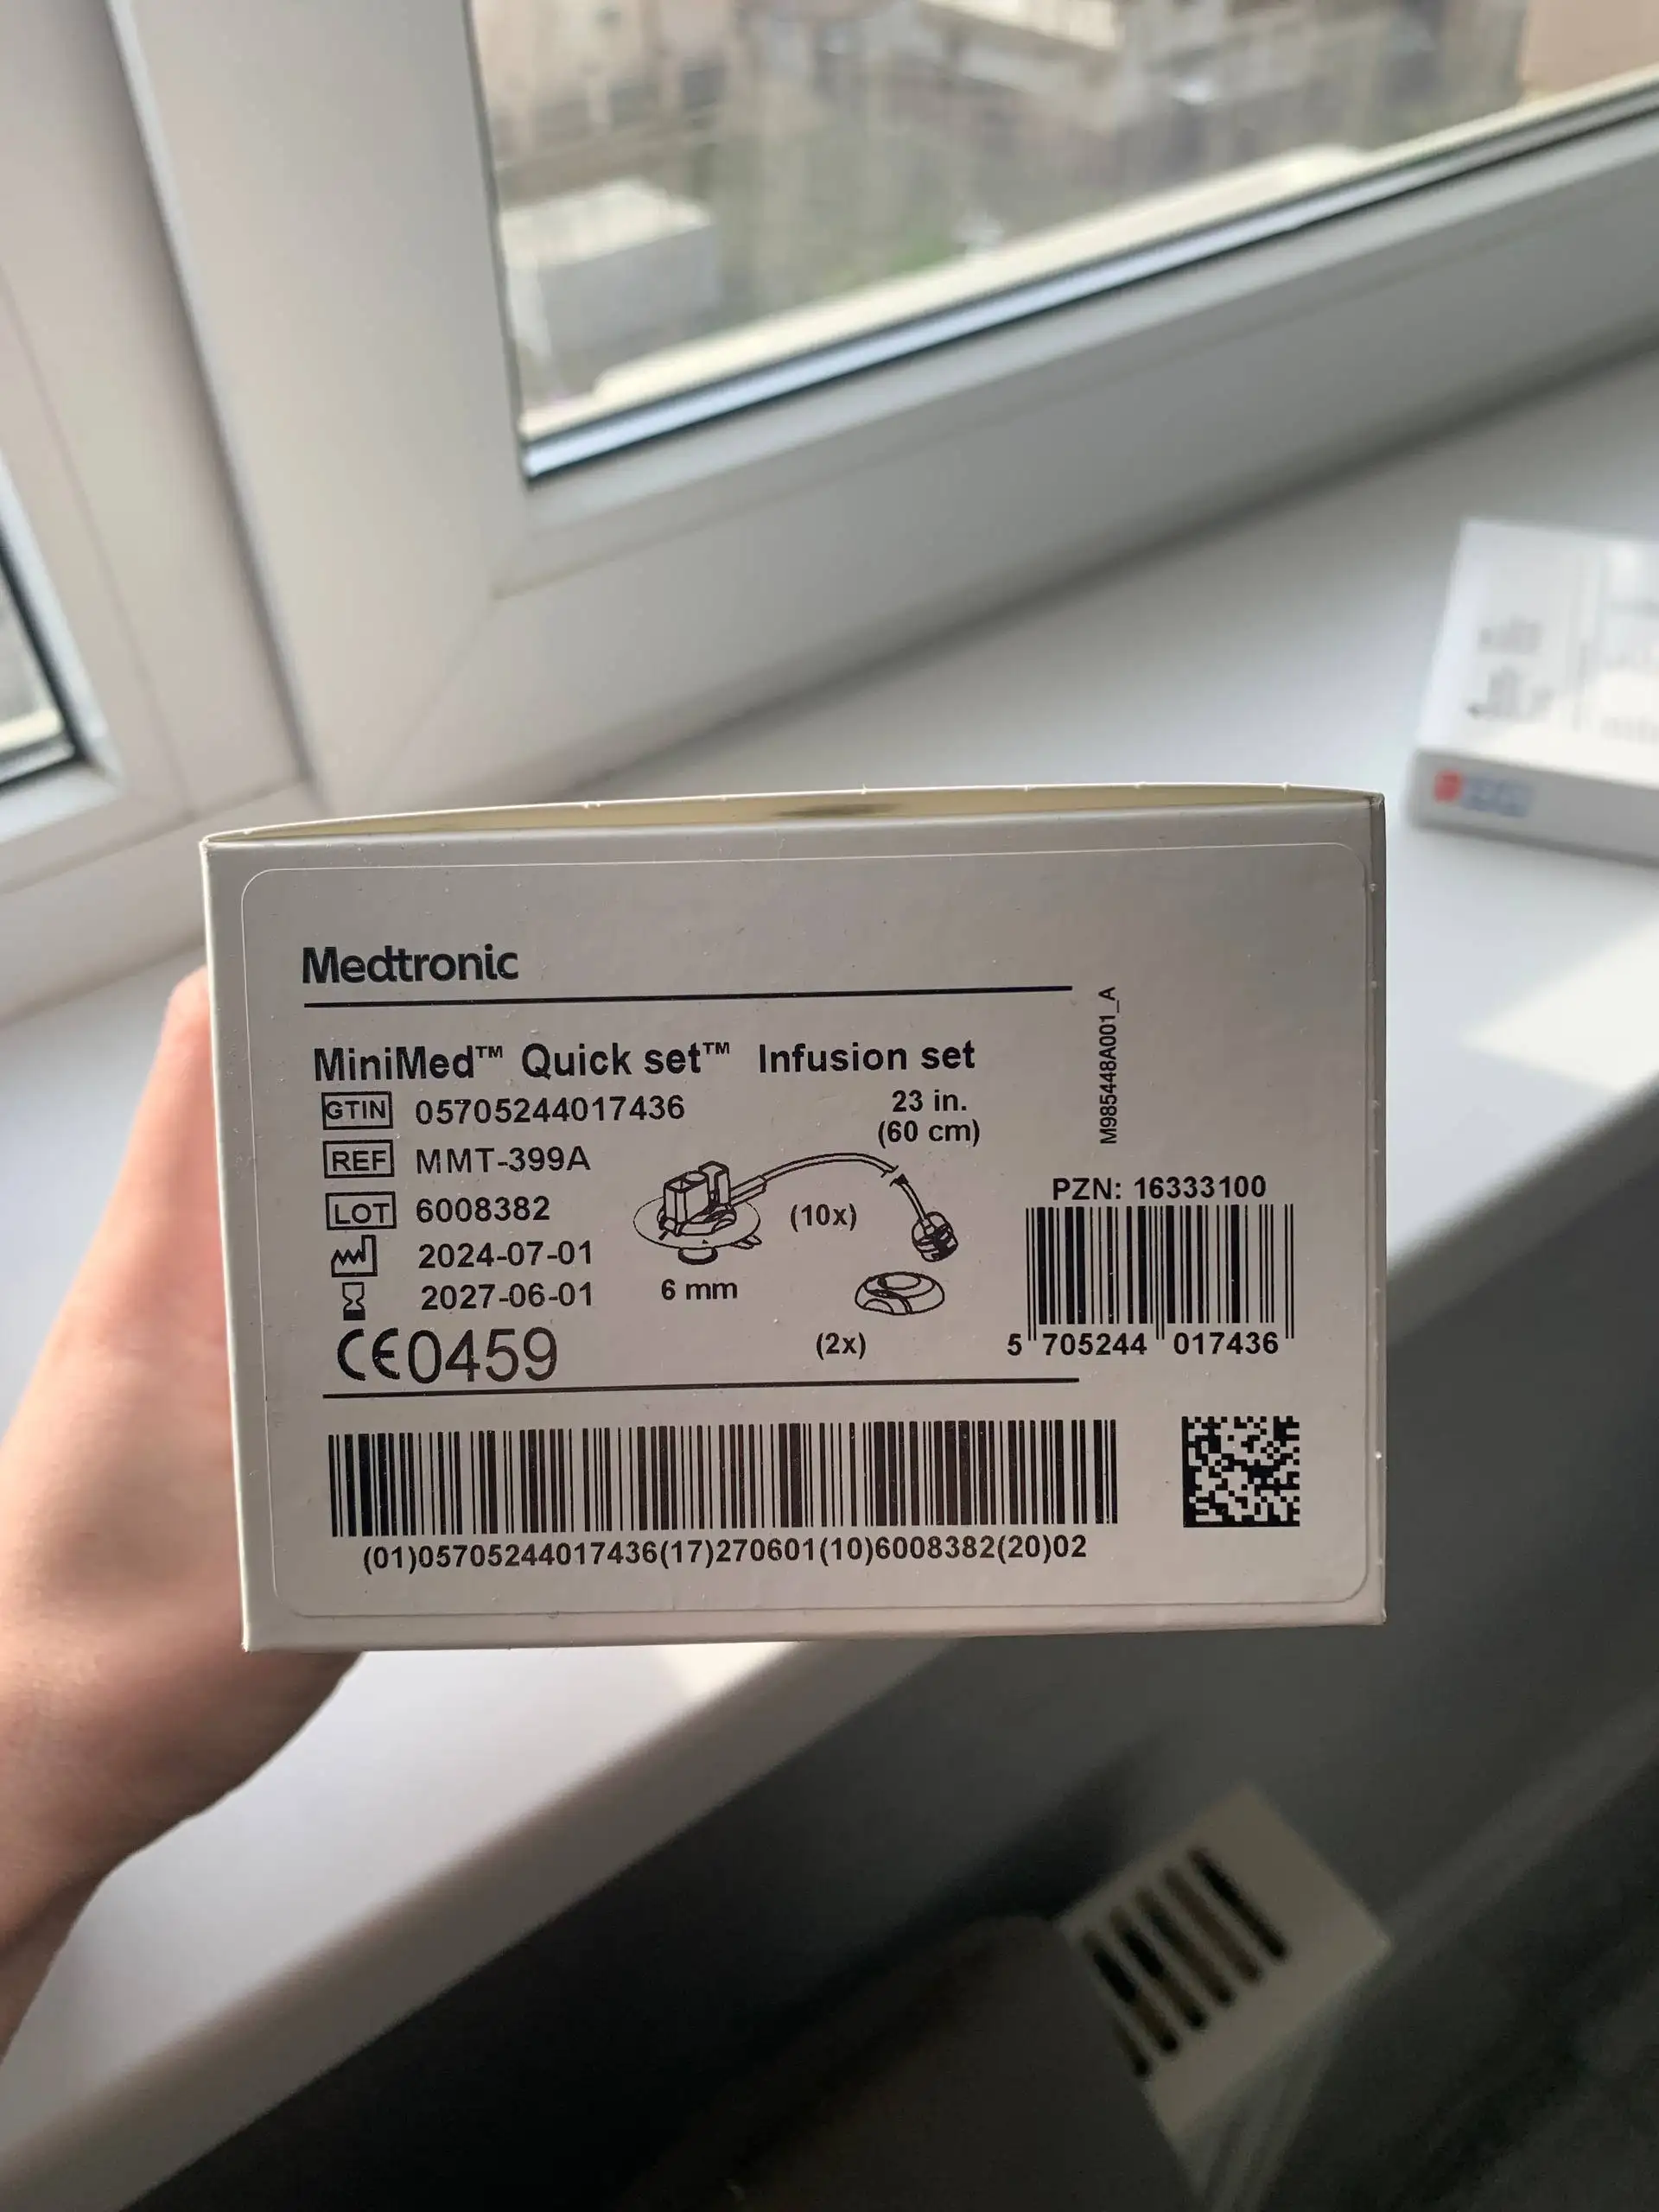 Medtronic
MiniMed™ Quick set™ Infusion set
GTIN 05705244017436
23 in.
(60 cm)
REF MMT-399A
LOT 6008382
2024-07-01
2027-06-01
(10x)
6 mm
(2x)
CE0459
M985448A001_A
PZN: 16333100
5 705244 017436
(01)05705244017436(17)270601(10)6008382(20)02